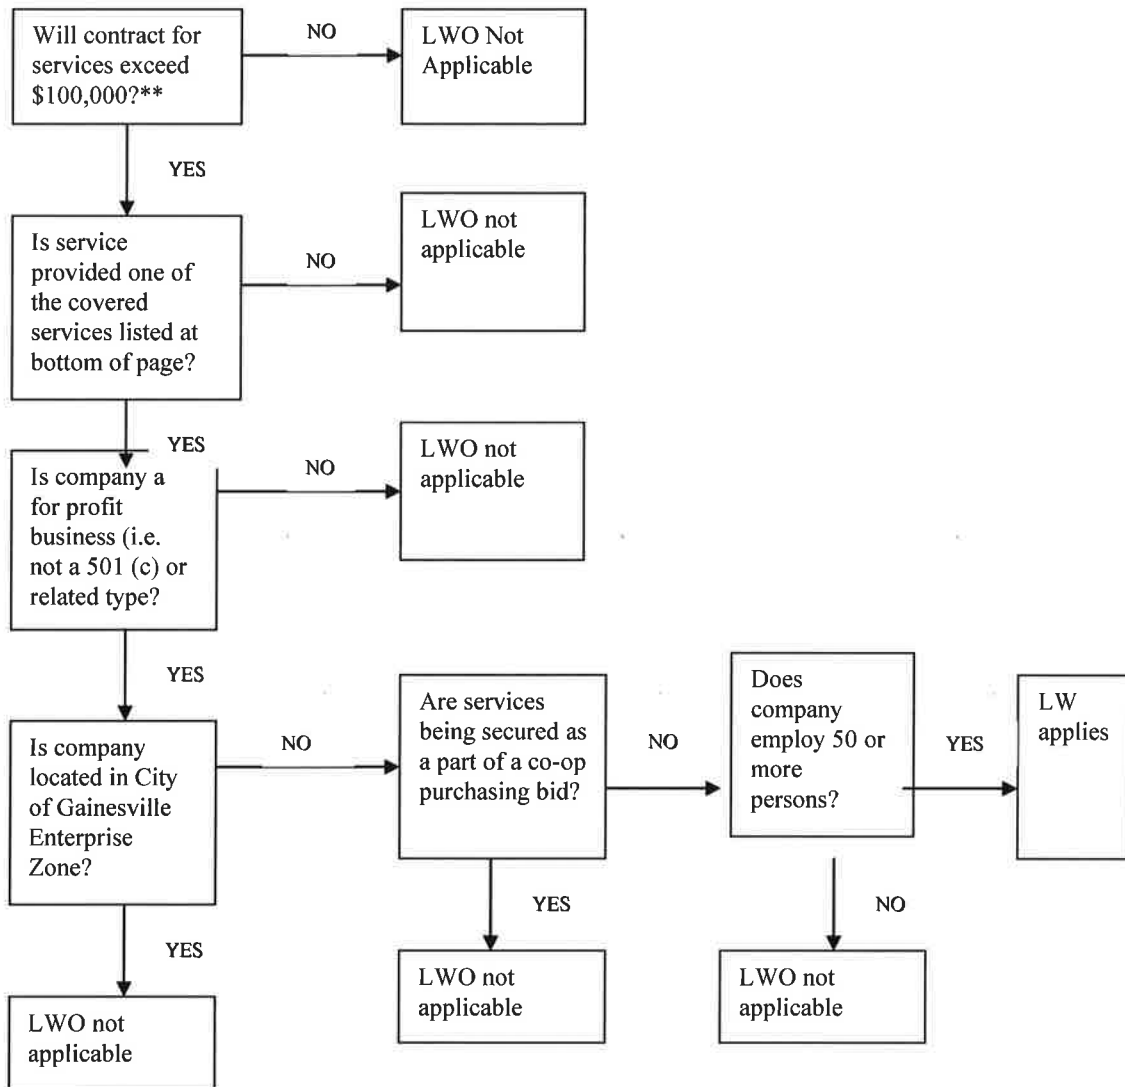 Will contract for
services exceed
$100,000?**
NO
LWO Not
Applicable
YES
Is service
provided one of
the covered
services listed at
bottom of page?
NO
LWO not
applicable
YES
Is company a
for profit
business (i.e.
not a 501 (c) or
related type?
NO
LWO not
applicable
YES
Is company
located in City
of Gainesville
Enterprise
Zone?
NO
Are services
being secured as
a part of a co-op
purchasing bid?
NO
Does
company
employ 50 or
more
persons?
YES
LW
applies
YES
LWO not
applicable
YES
LWO not
applicable
NO
LWO not
applicable